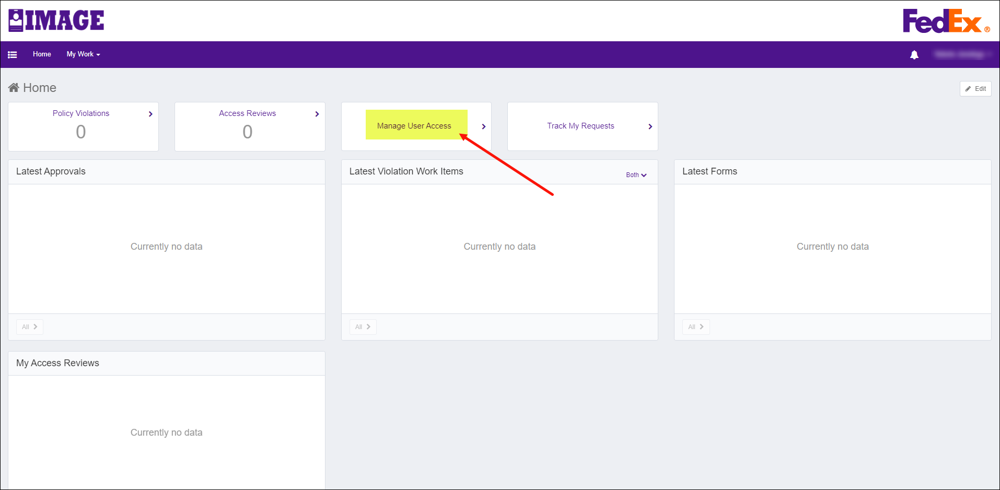 IMAGE
FedEx®
Home
My Work
Home
Edit
Policy Violations
0
Access Reviews
0
Manage User Access
Track My Requests
Latest Approvals
Latest Violation Work Items
Both
Latest Forms
Currently no data
Currently no data
Currently no data
All
All
All
My Access Reviews
Currently no data